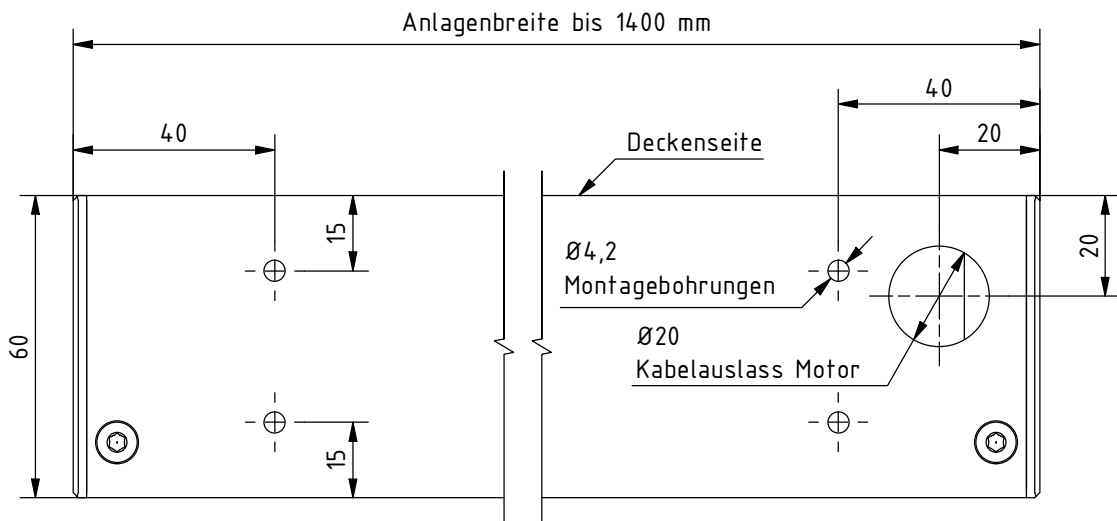 Anlagenbreite bis 1400 mm
40
40
20
Deckenseite
15
20
Ø4,2
Montagebohrungen
60
Ø20
Kabelauslass Motor
15